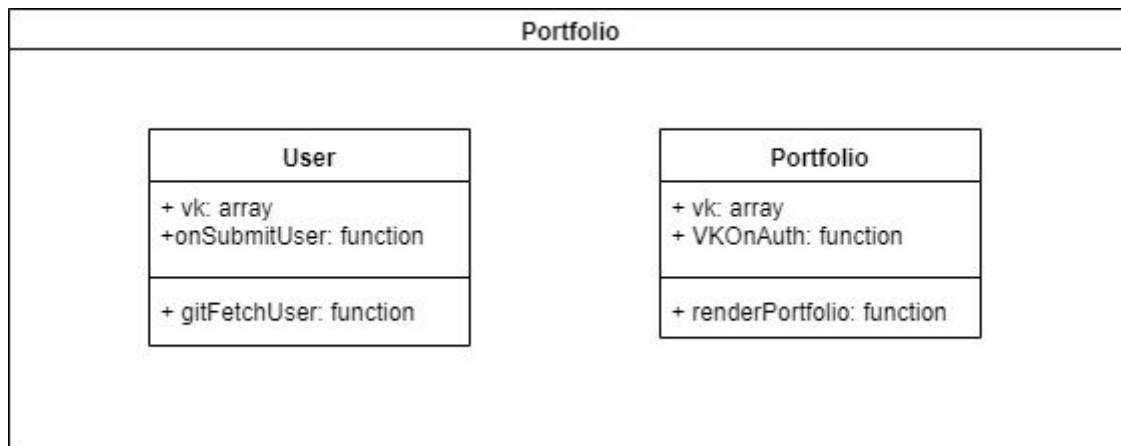 Portfolio
User
+ vk: array
+onSubmitUser: function
+ gitFetchUser: function
Portfolio
+ vk: array
+ VKOnAuth: function
+ renderPortfolio: function